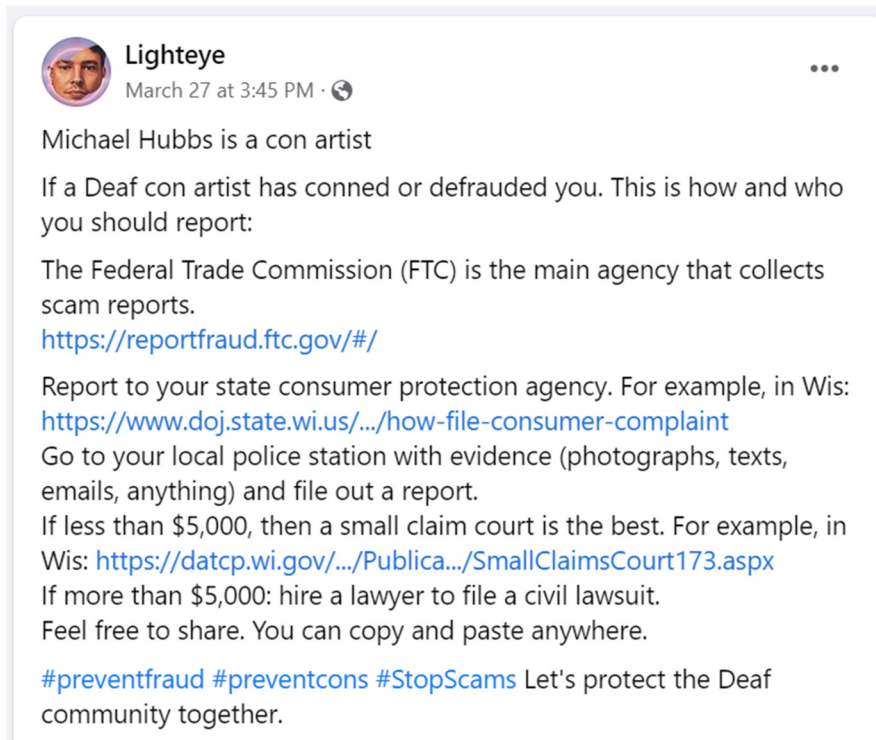 Lighteye
March 27 at 3:45 PM ·
Michael Hubbs is a con artist
If a Deaf con artist has conned or defrauded you. This is how and who
you should report:
The Federal Trade Commission (FTC) is the main agency that collects
scam reports.
https://reportfraud.ftc.gov/#/
Report to your state consumer protection agency. For example, in Wis:
https://www.doj.state.wi.us/.../how-file-consumer-complaint
Go to your local police station with evidence (photographs, texts,
emails, anything) and file out a report.
If less than $5,000, then a small claim court is the best. For example, in
Wis: https://datcp.wi.gov/.../Publica.../SmallClaimsCourt173.aspx
If more than $5,000: hire a lawyer to file a civil lawsuit.
Feel free to share. You can copy and paste anywhere.
#preventfraud #preventcons #StopScams Let's protect the Deaf
community together.